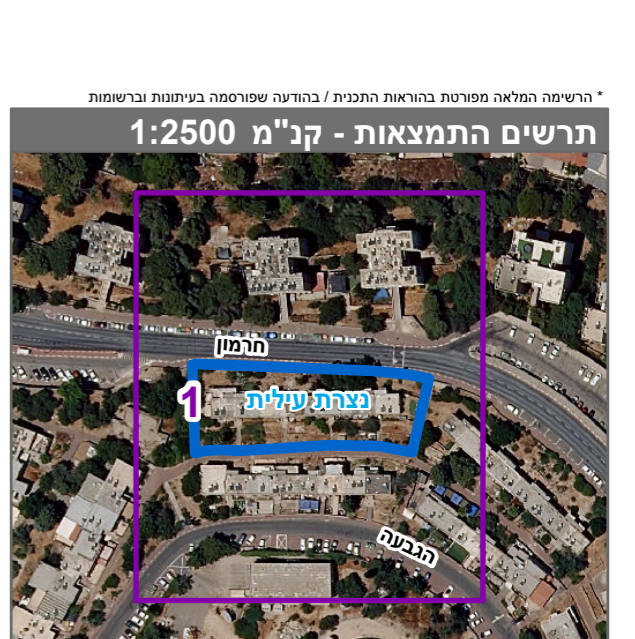 * הרשימה המלאה מפורטת בהוראות התכנית / בהודעה שפורסמה בעיתונות וברשומות
תרשים התמצאות - קנ"מ 1:2500
חרמון
1
נצרת עילית
הגבעה